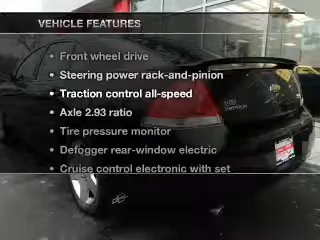 VEHICLE FEATURES
• Front wheel drive
• Steering power rack-and-pinion
• Traction control all-speed
• Axle 2.93 ratio
• Tire pressure monitor
• Defogger rear-window electric
• Cruise control electronic with set